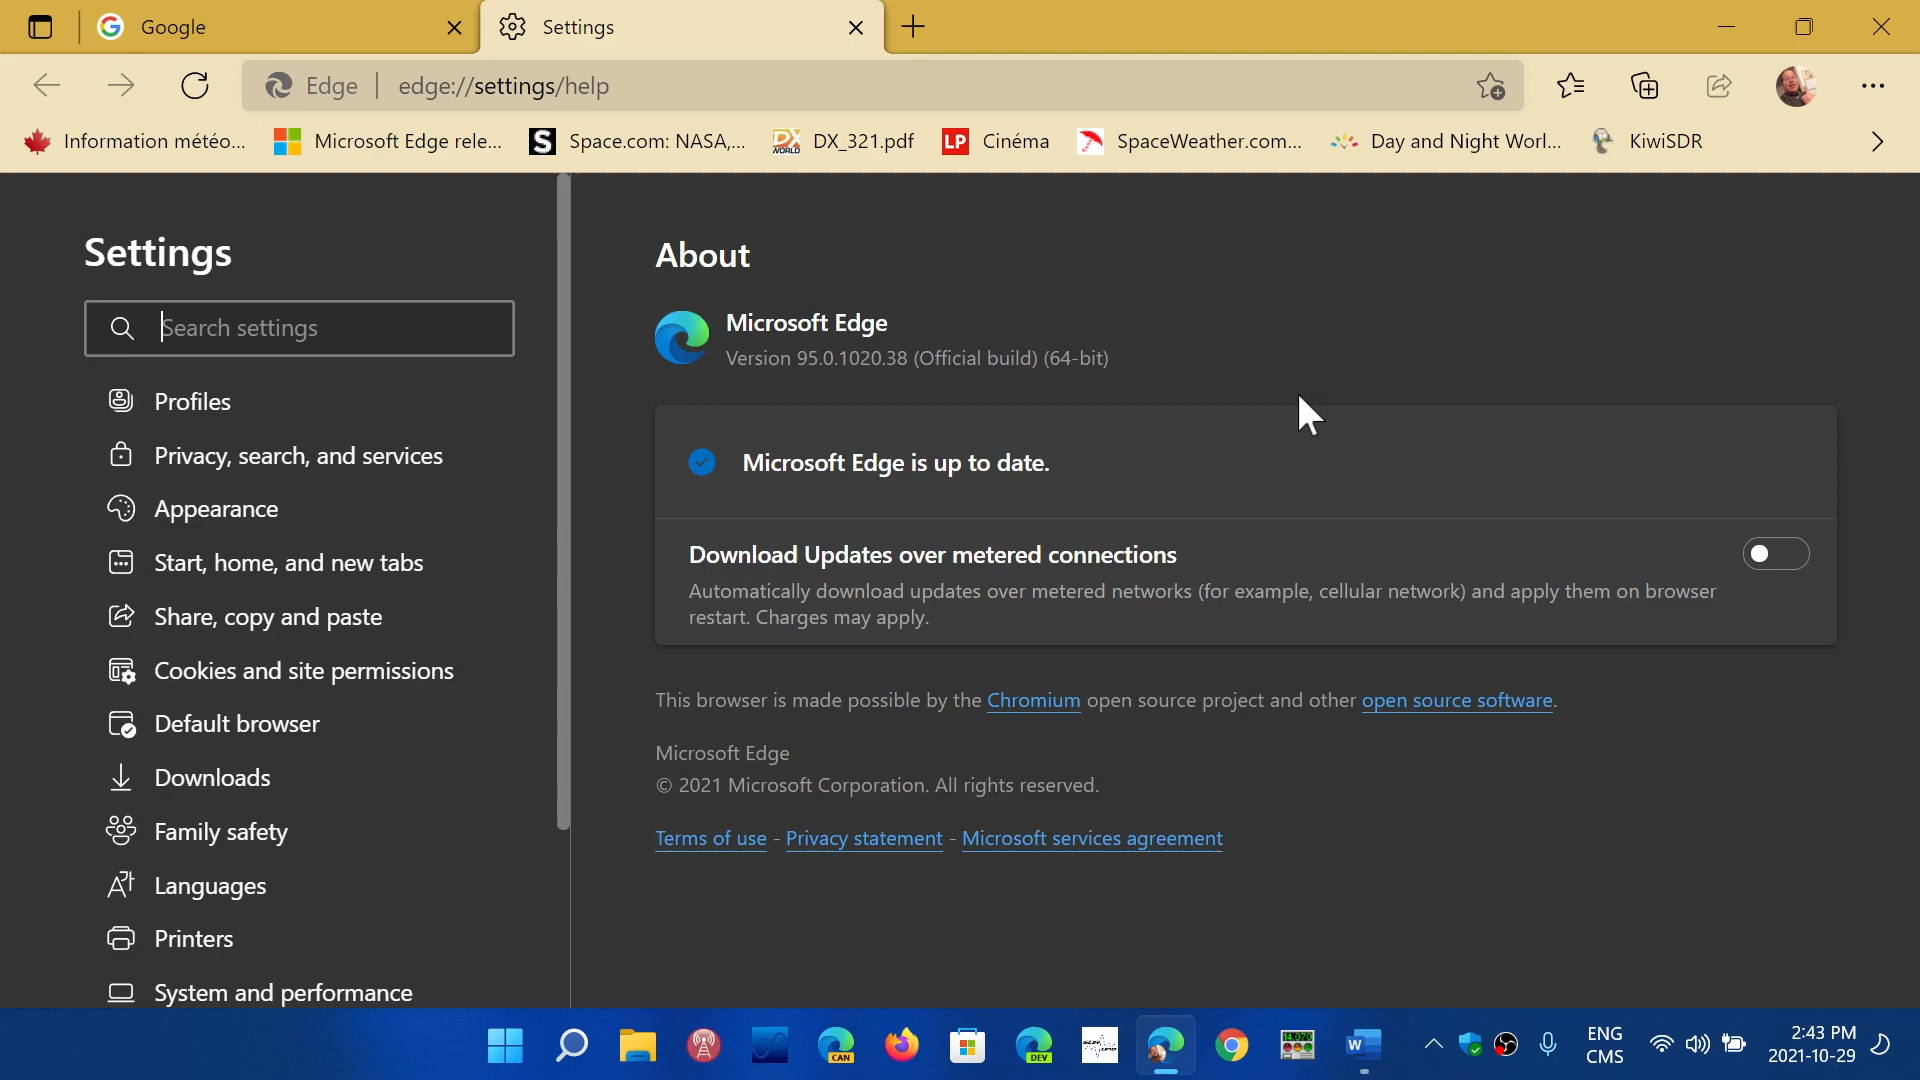 Google
Settings
Edge
edge://settings/help
Information météo...
Microsoft Edge rele...
Space.com: NASA,...
DX_321.pdf
LP
Cinéma
SpaceWeather.com...
Day and Night Worl...
KiwiSDR
Settings
Search settings
Profiles
Privacy, search, and services
Appearance
Start, home, and new tabs
Share, copy and paste
Cookies and site permissions
Default browser
Downloads
Family safety
Languages
Printers
System and performance
About
Microsoft Edge
Version 95.0.1020.38 (Official build) (64-bit)
Microsoft Edge is up to date.
Download Updates over metered connections
Automatically download updates over metered networks (for example, cellular network) and apply them on browser
restart. Charges may apply.
This browser is made possible by the Chromium open source project and other open source software.
Microsoft Edge
© 2021 Microsoft Corporation. All rights reserved.
Terms of use - Privacy statement - Microsoft services agreement
CAN
DEV
ENG
CMS
2:43 PM
2021-10-29